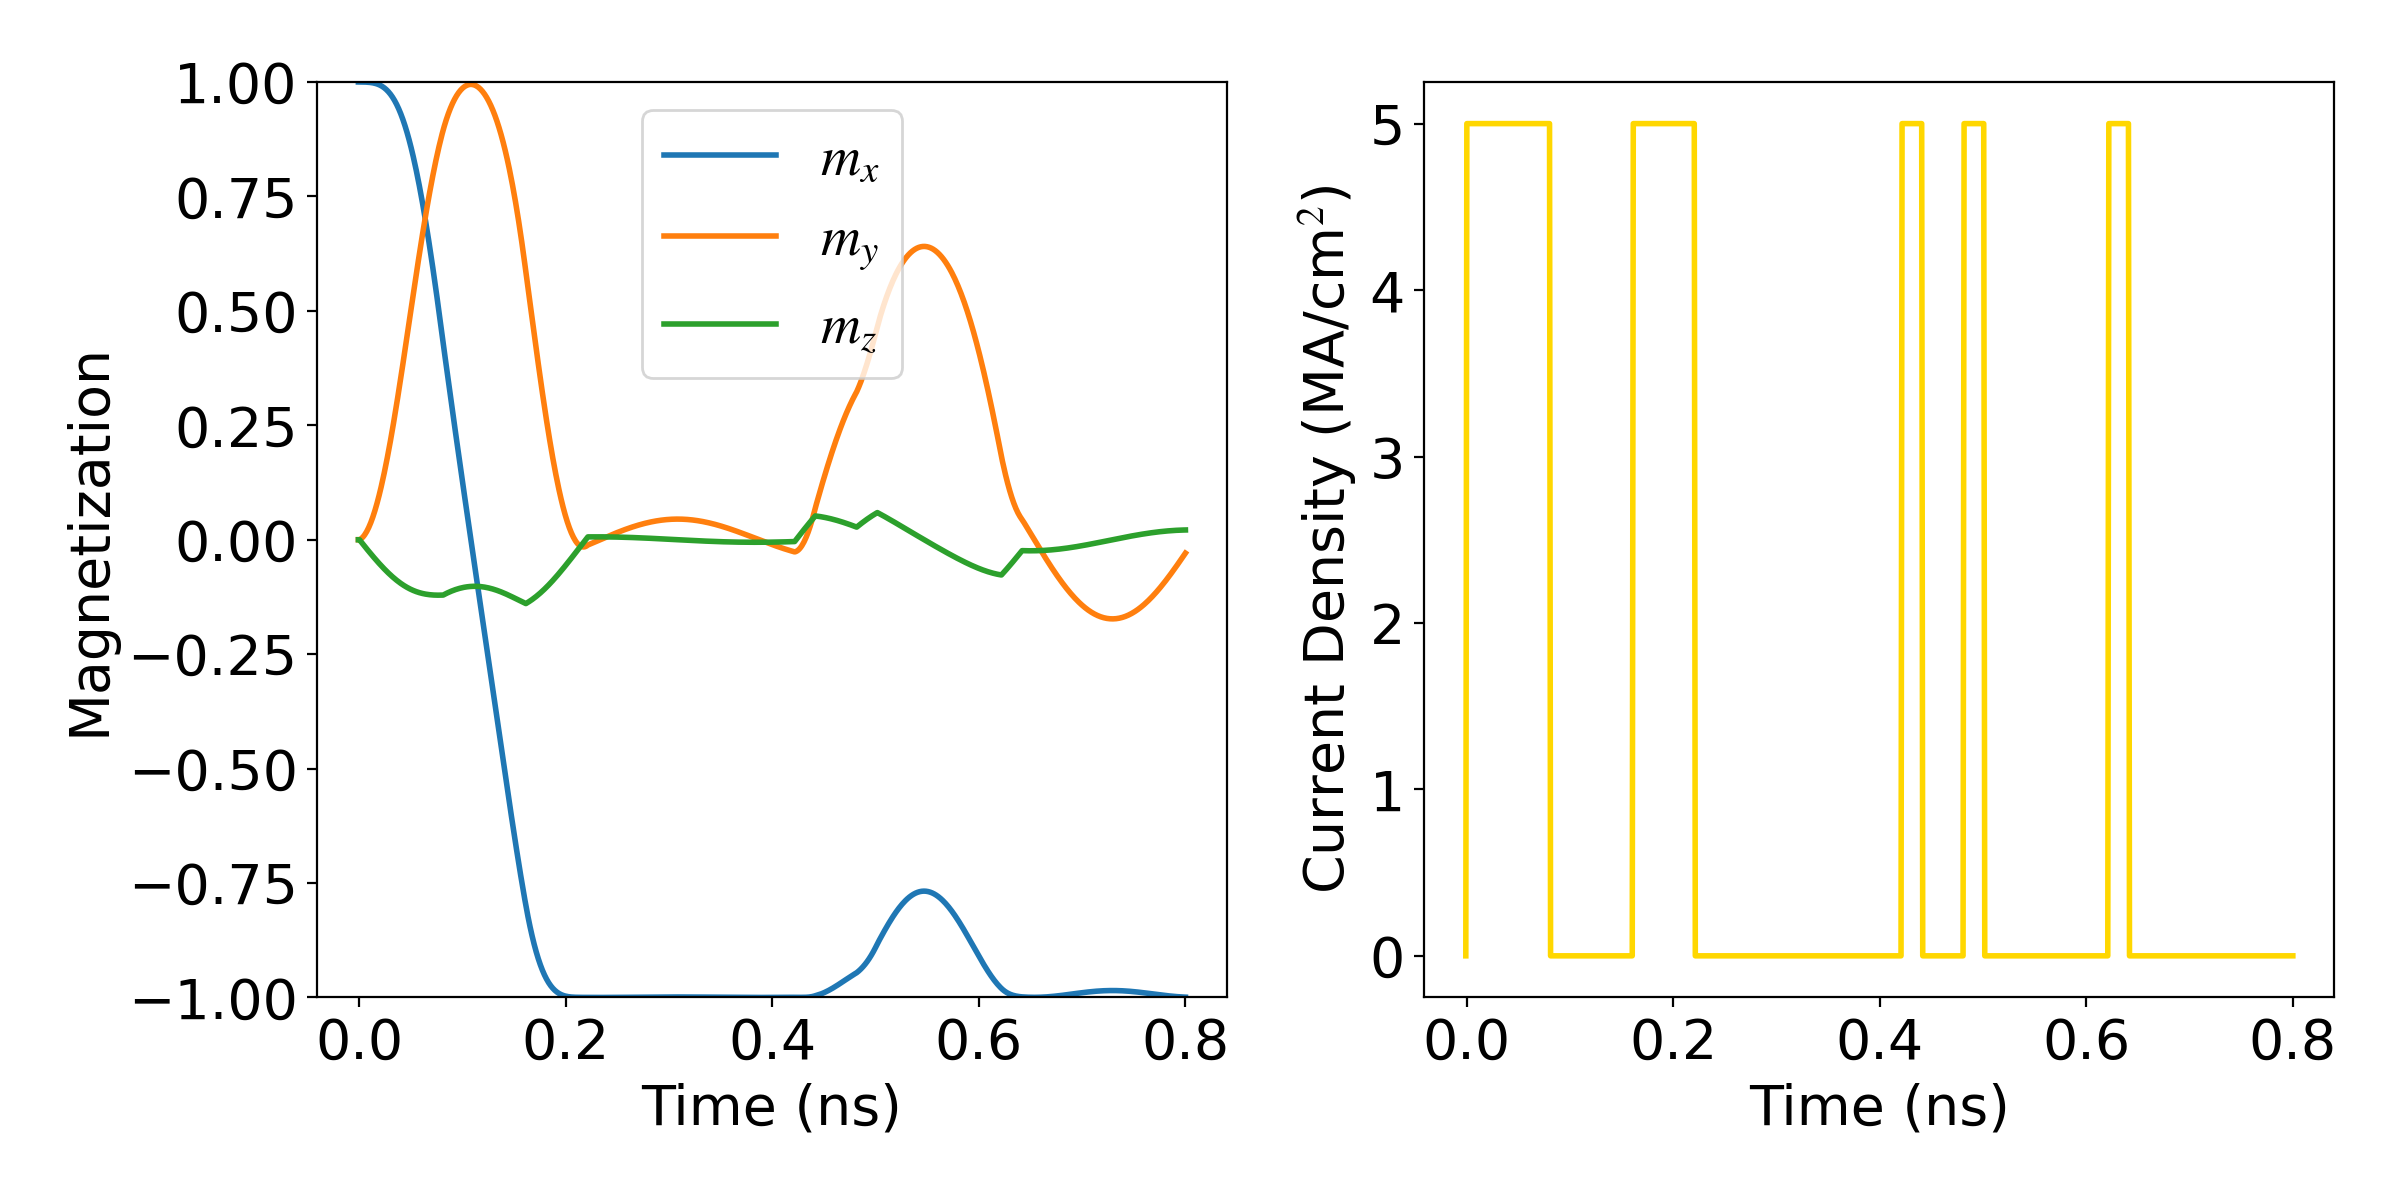 1.00
0.75
0.50
0.25
0.00
−0.25
−0.50
−0.75
−1.00
Magnetization
0.0 0.2 0.4 0.6 0.8
Time (ns)
m_x
m_y
m_z
5
4
3
2
1
0
Current Density (MA/cm²)
0.0 0.2 0.4 0.6 0.8
Time (ns)